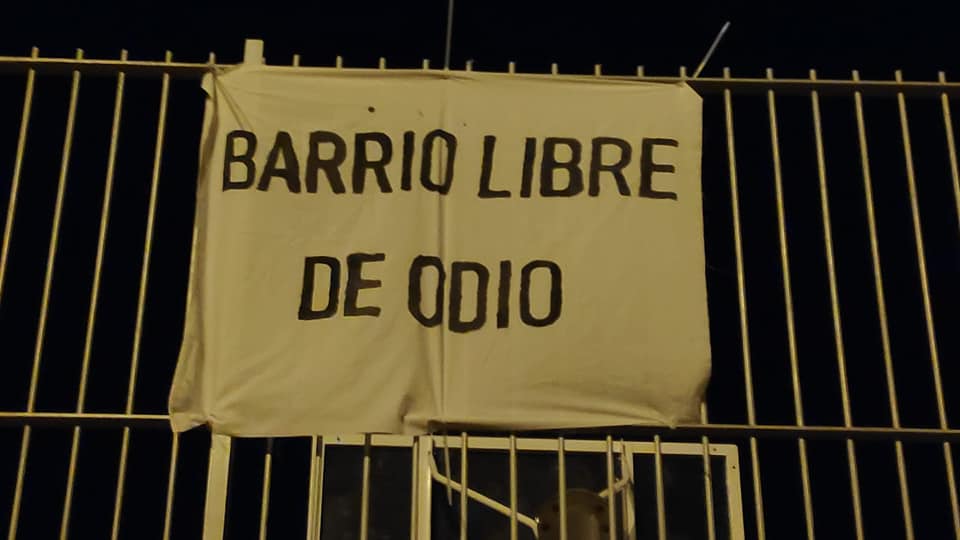 BARRIO LIBRE
DE ODIO